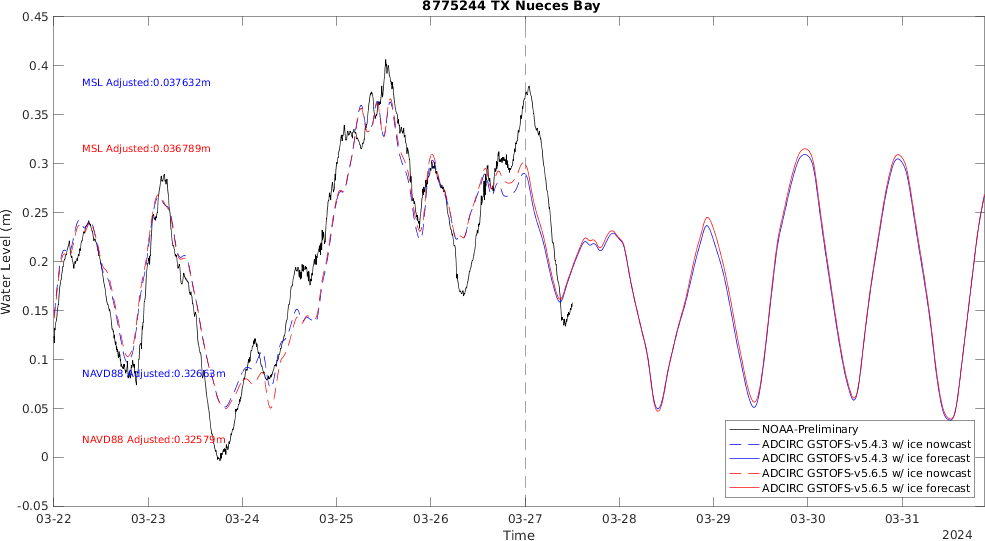 8775244 TX Nueces Bay
0.45
0.4
0.35
0.3
0.25
0.2
0.15
0.1
0.05
0
-0.05
Water Level (m)
MSL Adjusted:0.037632m
MSL Adjusted:0.036789m
NAVD88 Adjusted:0.32663m
NAVD88 Adjusted:0.32579m
NOAA-Preliminary
ADCIRC GSTOFS-v5.4.3 w/ ice nowcast
ADCIRC GSTOFS-v5.4.3 w/ ice forecast
ADCIRC GSTOFS-v5.6.5 w/ ice nowcast
ADCIRC GSTOFS-v5.6.5 w/ ice forecast
03-22 03-23 03-24 03-25 03-26 03-27 03-28 03-29 03-30 03-31
Time
2024